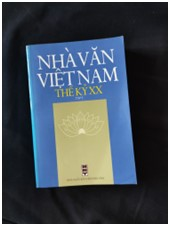 NHÀ VĂN
VIỆT NAM
THẾ KỶ XX